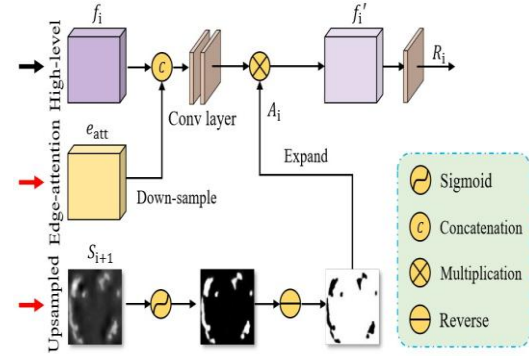 High-level
f_i
C
Conv layer
A_i
f_i'
R_i
Edge-attention
e_att
Down-sample
Expand
Upsampled
S_i+1
Sigmoid
C
Concatenation
Multiplication
Reverse